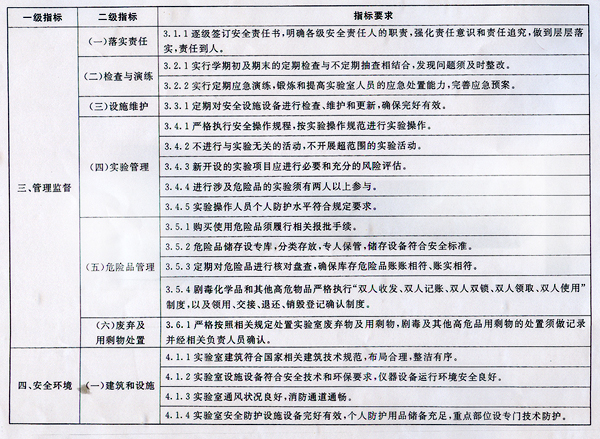 一级指标 二级指标 指标要求
三、管理监督
(一)落实责任
3.1.1 逐级签订安全责任书,明确各级安全责任人的职责,强化责任意识和责任追究,做到层层落
实,责任到人。
(二)检查与演练
3.2.1 实行学期初及期末的定期检查与不定期抽查相结合,发现问题须及时整改。
3.2.2 实行定期应急演练,锻炼和提高实验室人员的应急处置能力,完善应急预案。
(三)设施维护
3.3.1 定期对安全设施设备进行检查、维护和更新,确保完好有效。
(四)实验管理
3.4.1 严格执行安全操作规程,按实验操作规范进行实验操作。
3.4.2 不进行与实验无关的活动,不开展超范围的实验活动。
3.4.3 新开设的实验项目应进行必要和充分的风险评估。
3.4.4 进行涉及危险品的实验须有两人以上参与。
3.4.5 实验操作人员个人防护水平符合规定要求。
(五)危险品管理
3.5.1 购买使用危险品须履行相关报批手续。
3.5.2 危险品储存设专库,分类存放,专人保管,储存设备符合安全标准。
3.5.3 定期对危险品进行核对盘查,确保库存危险品账账相符、账实相符。
3.5.4 剧毒化学品和其他高危物品严格执行“双人收发、双人记账、双人双锁、双人领取、双人使用”
制度,以及领用、交接、退还、销毁登记确认制度。
(六)废弃及
用剩物处置
3.6.1 严格按照相关规定处置实验室废弃物及用剩物,剧毒及其他高危品用剩物的处置须做记录
并经相关负责人员确认。
四、安全环境
(一)建筑和设施
4.1.1 实验室建筑符合国家相关建筑技术规范,布局合理,整洁有序。
4.1.2 实验室设施设备符合安全技术和环保要求,仪器设备运行环境安全良好。
4.1.3 实验室通风状况良好,消防通道通畅。
4.1.4 实验室安全防护设施设备完好有效,个人防护用品储备充足,重点部位设专门技术防护。